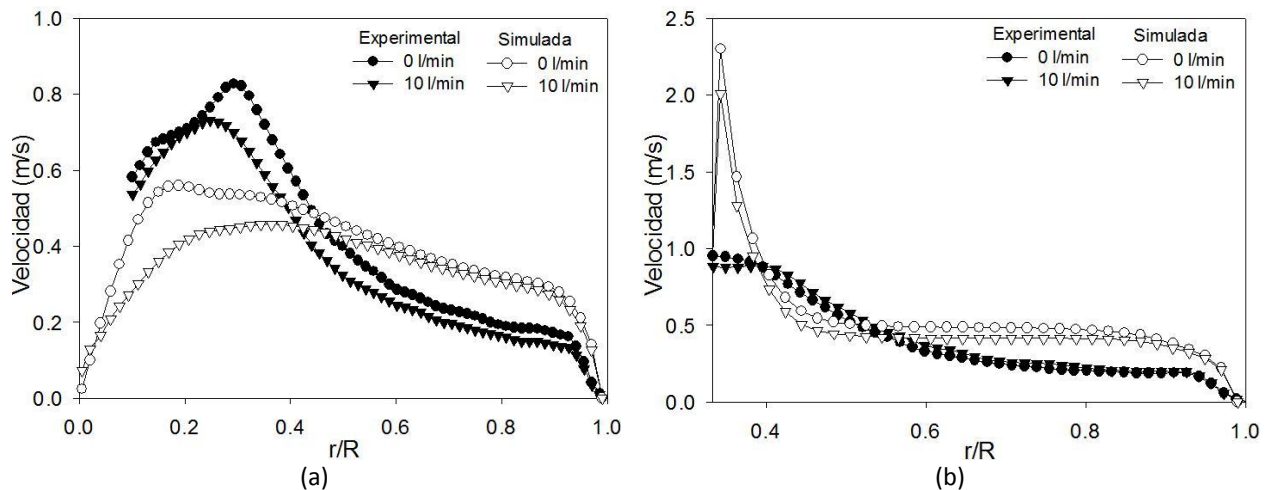 (a)
1.0
0.8
0.6
0.4
0.2
0.0
Velocidad (m/s)
Experimental Simulada
0 l/min 0 l/min
10 l/min 10 l/min
0.0 0.2 0.4 0.6 0.8 1.0
r/R
(a)
(b)
2.5
2.0
1.5
1.0
0.5
0.0
Velocidad (m/s)
Experimental Simulada
0 l/min 0 l/min
10 l/min 10 l/min
0.4 0.6 0.8 1.0
r/R
(b)